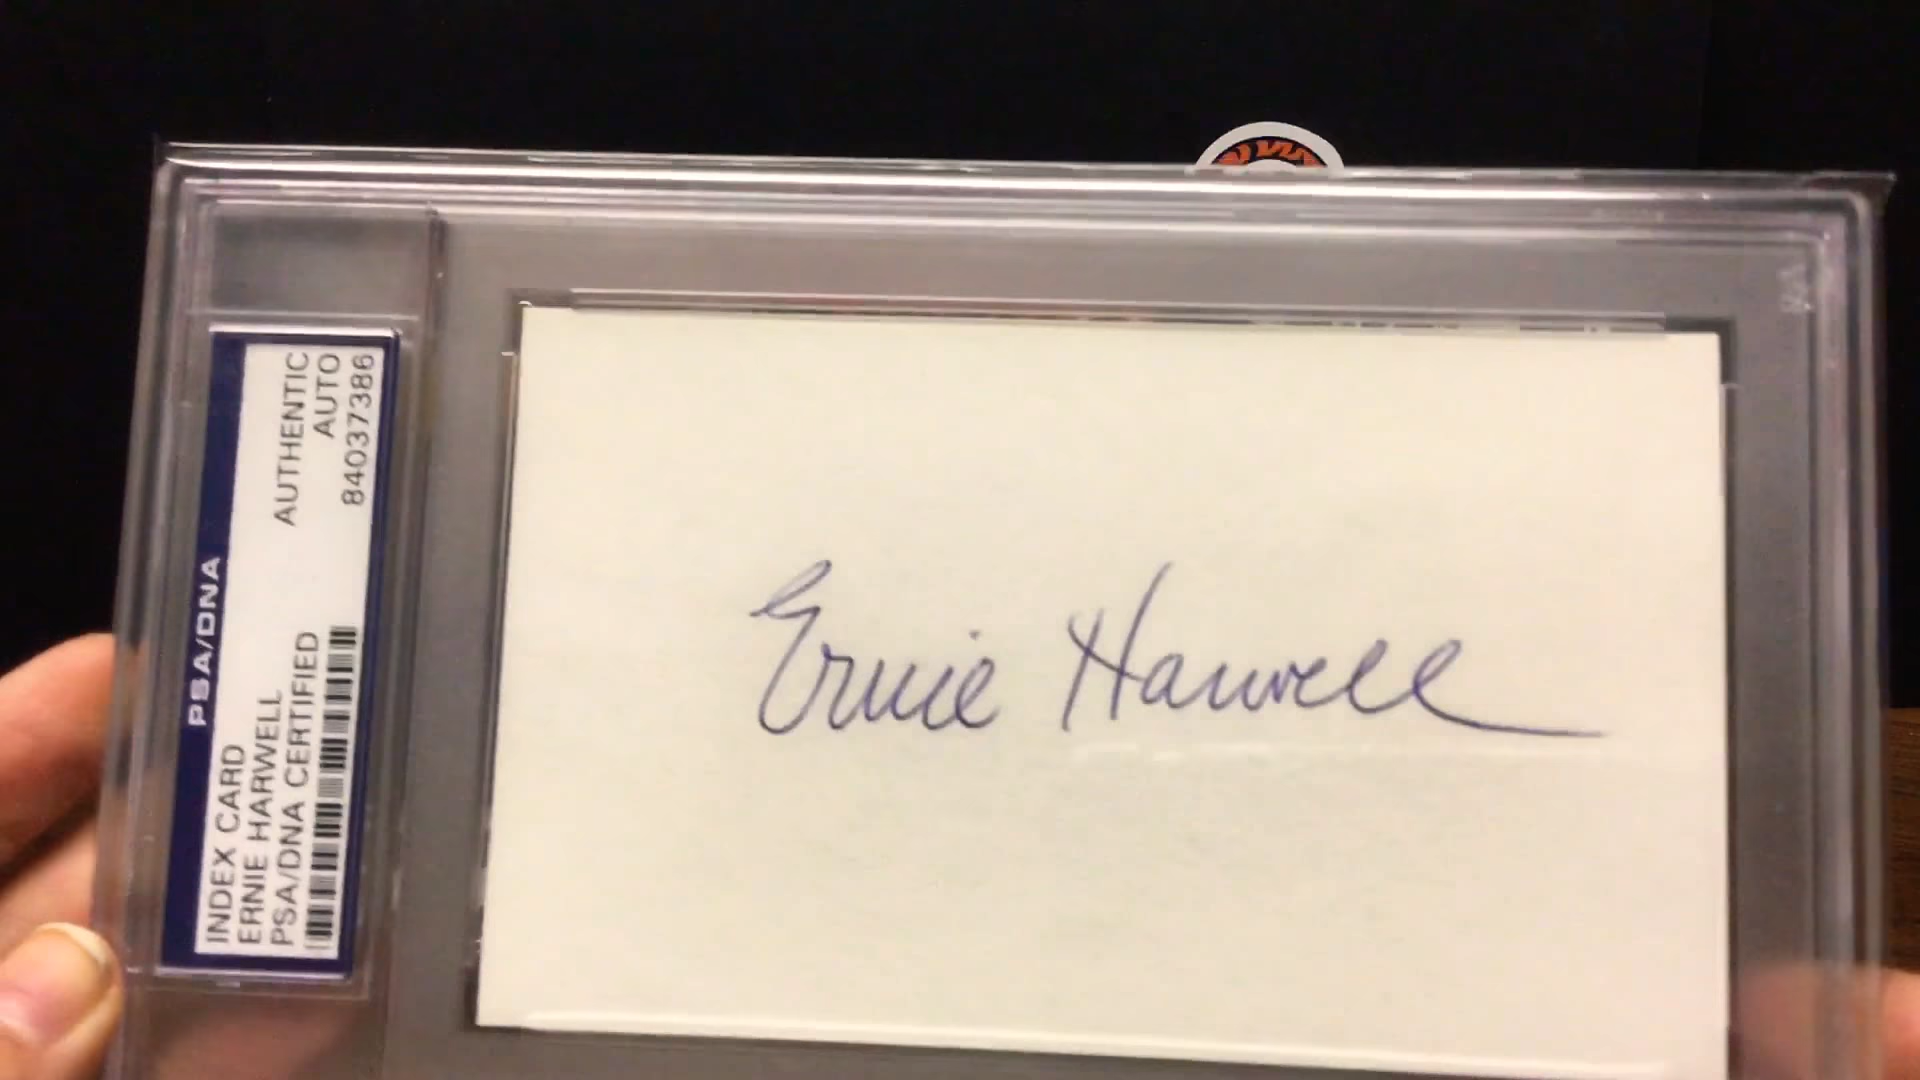 PSA/DNA
INDEX CARD
ERNIE HARWELL
PSA/DNA CERTIFIED
AUTHENTIC
AUTO
84037386
Ernie Harwell